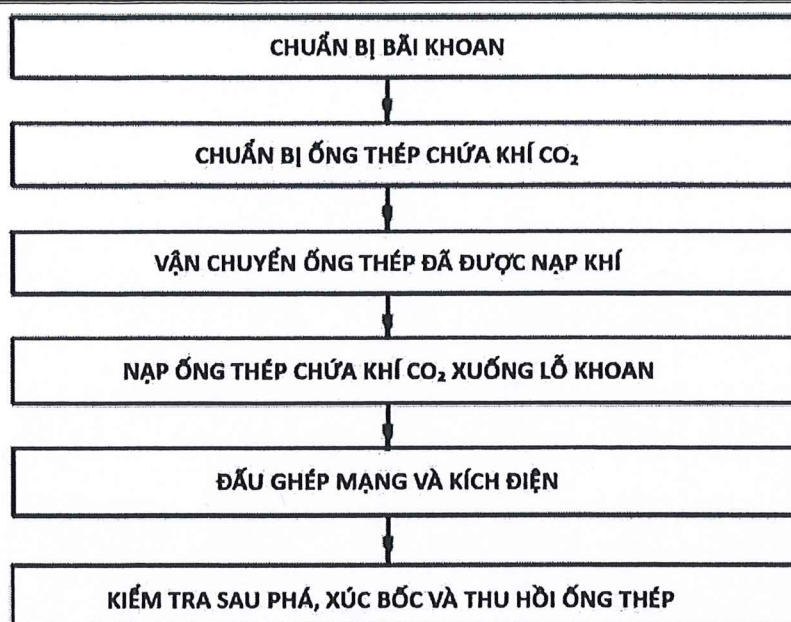 CHUẨN BỊ BÃI KHOAN
CHUẨN BỊ ỐNG THÉP CHỨA KHÍ CO₂
VẬN CHUYỂN ỐNG THÉP ĐÃ ĐƯỢC NẠP KHÍ
NẠP ỐNG THÉP CHỨA KHÍ CO₂ XUỐNG LỖ KHOAN
ĐẤU GHÉP MẠNG VÀ KÍCH ĐIỆN
KIỂM TRA SAU PHÁ, XÚC BỐC VÀ THU HỒI ỐNG THÉP